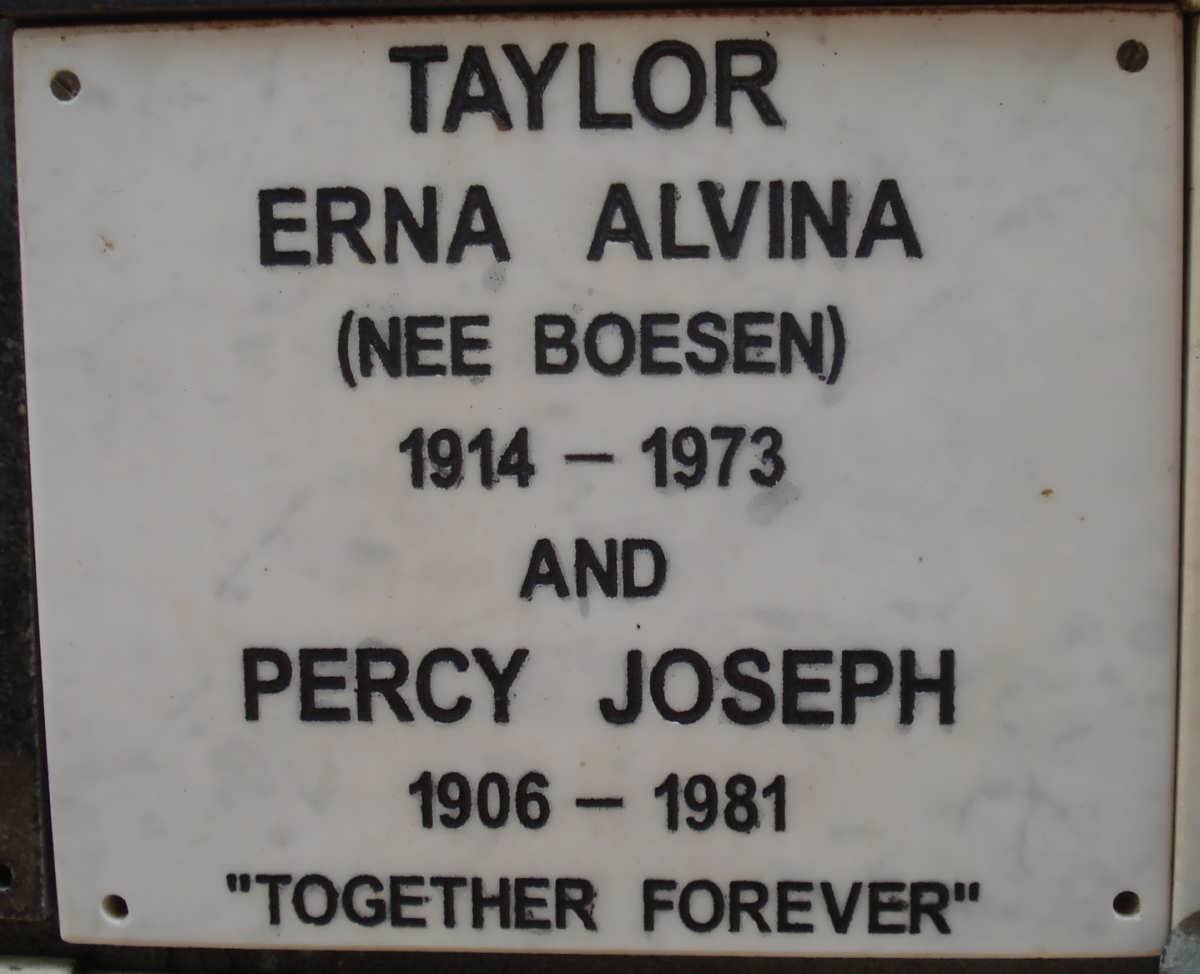 TAYLOR
ERNA ALVINA
(NEE BOESEN)
1914 — 1973
AND
PERCY JOSEPH
1906 — 1981
"TOGETHER FOREVER"